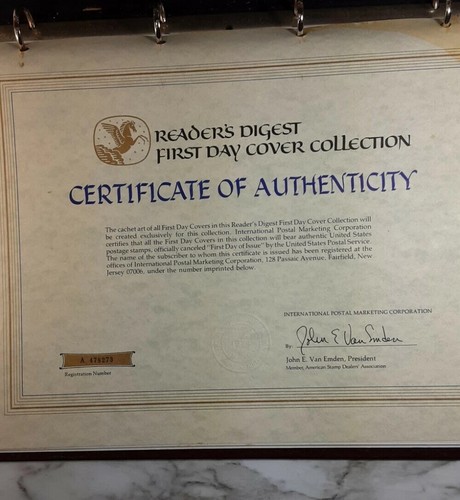 READER'S DIGEST
FIRST DAY COVER COLLECTION
CERTIFICATE OF AUTHENTICITY
The cachet art of all First Day Covers in this Reader's Digest First Day Cover Collection will
be created exclusively for this collection. International Postal Marketing Corporation
certifies that all the First Day Covers in this collection will bear authentic United States
postage stamps, officially canceled "First Day of Issue" by the United States Postal Service.
The name of the subscriber to whom this certificate is issued has been registered at the
offices of International Postal Marketing Corporation, 128 Passaic Avenue, Fairfield, New
Jersey 07006, under the number imprinted below.
INTERNATIONAL POSTAL MARKETING CORPORATION
By: John E Van Emden
John E. Van Emden, President
Member, American Stamp Dealers' Association
A 476273
Registration Number